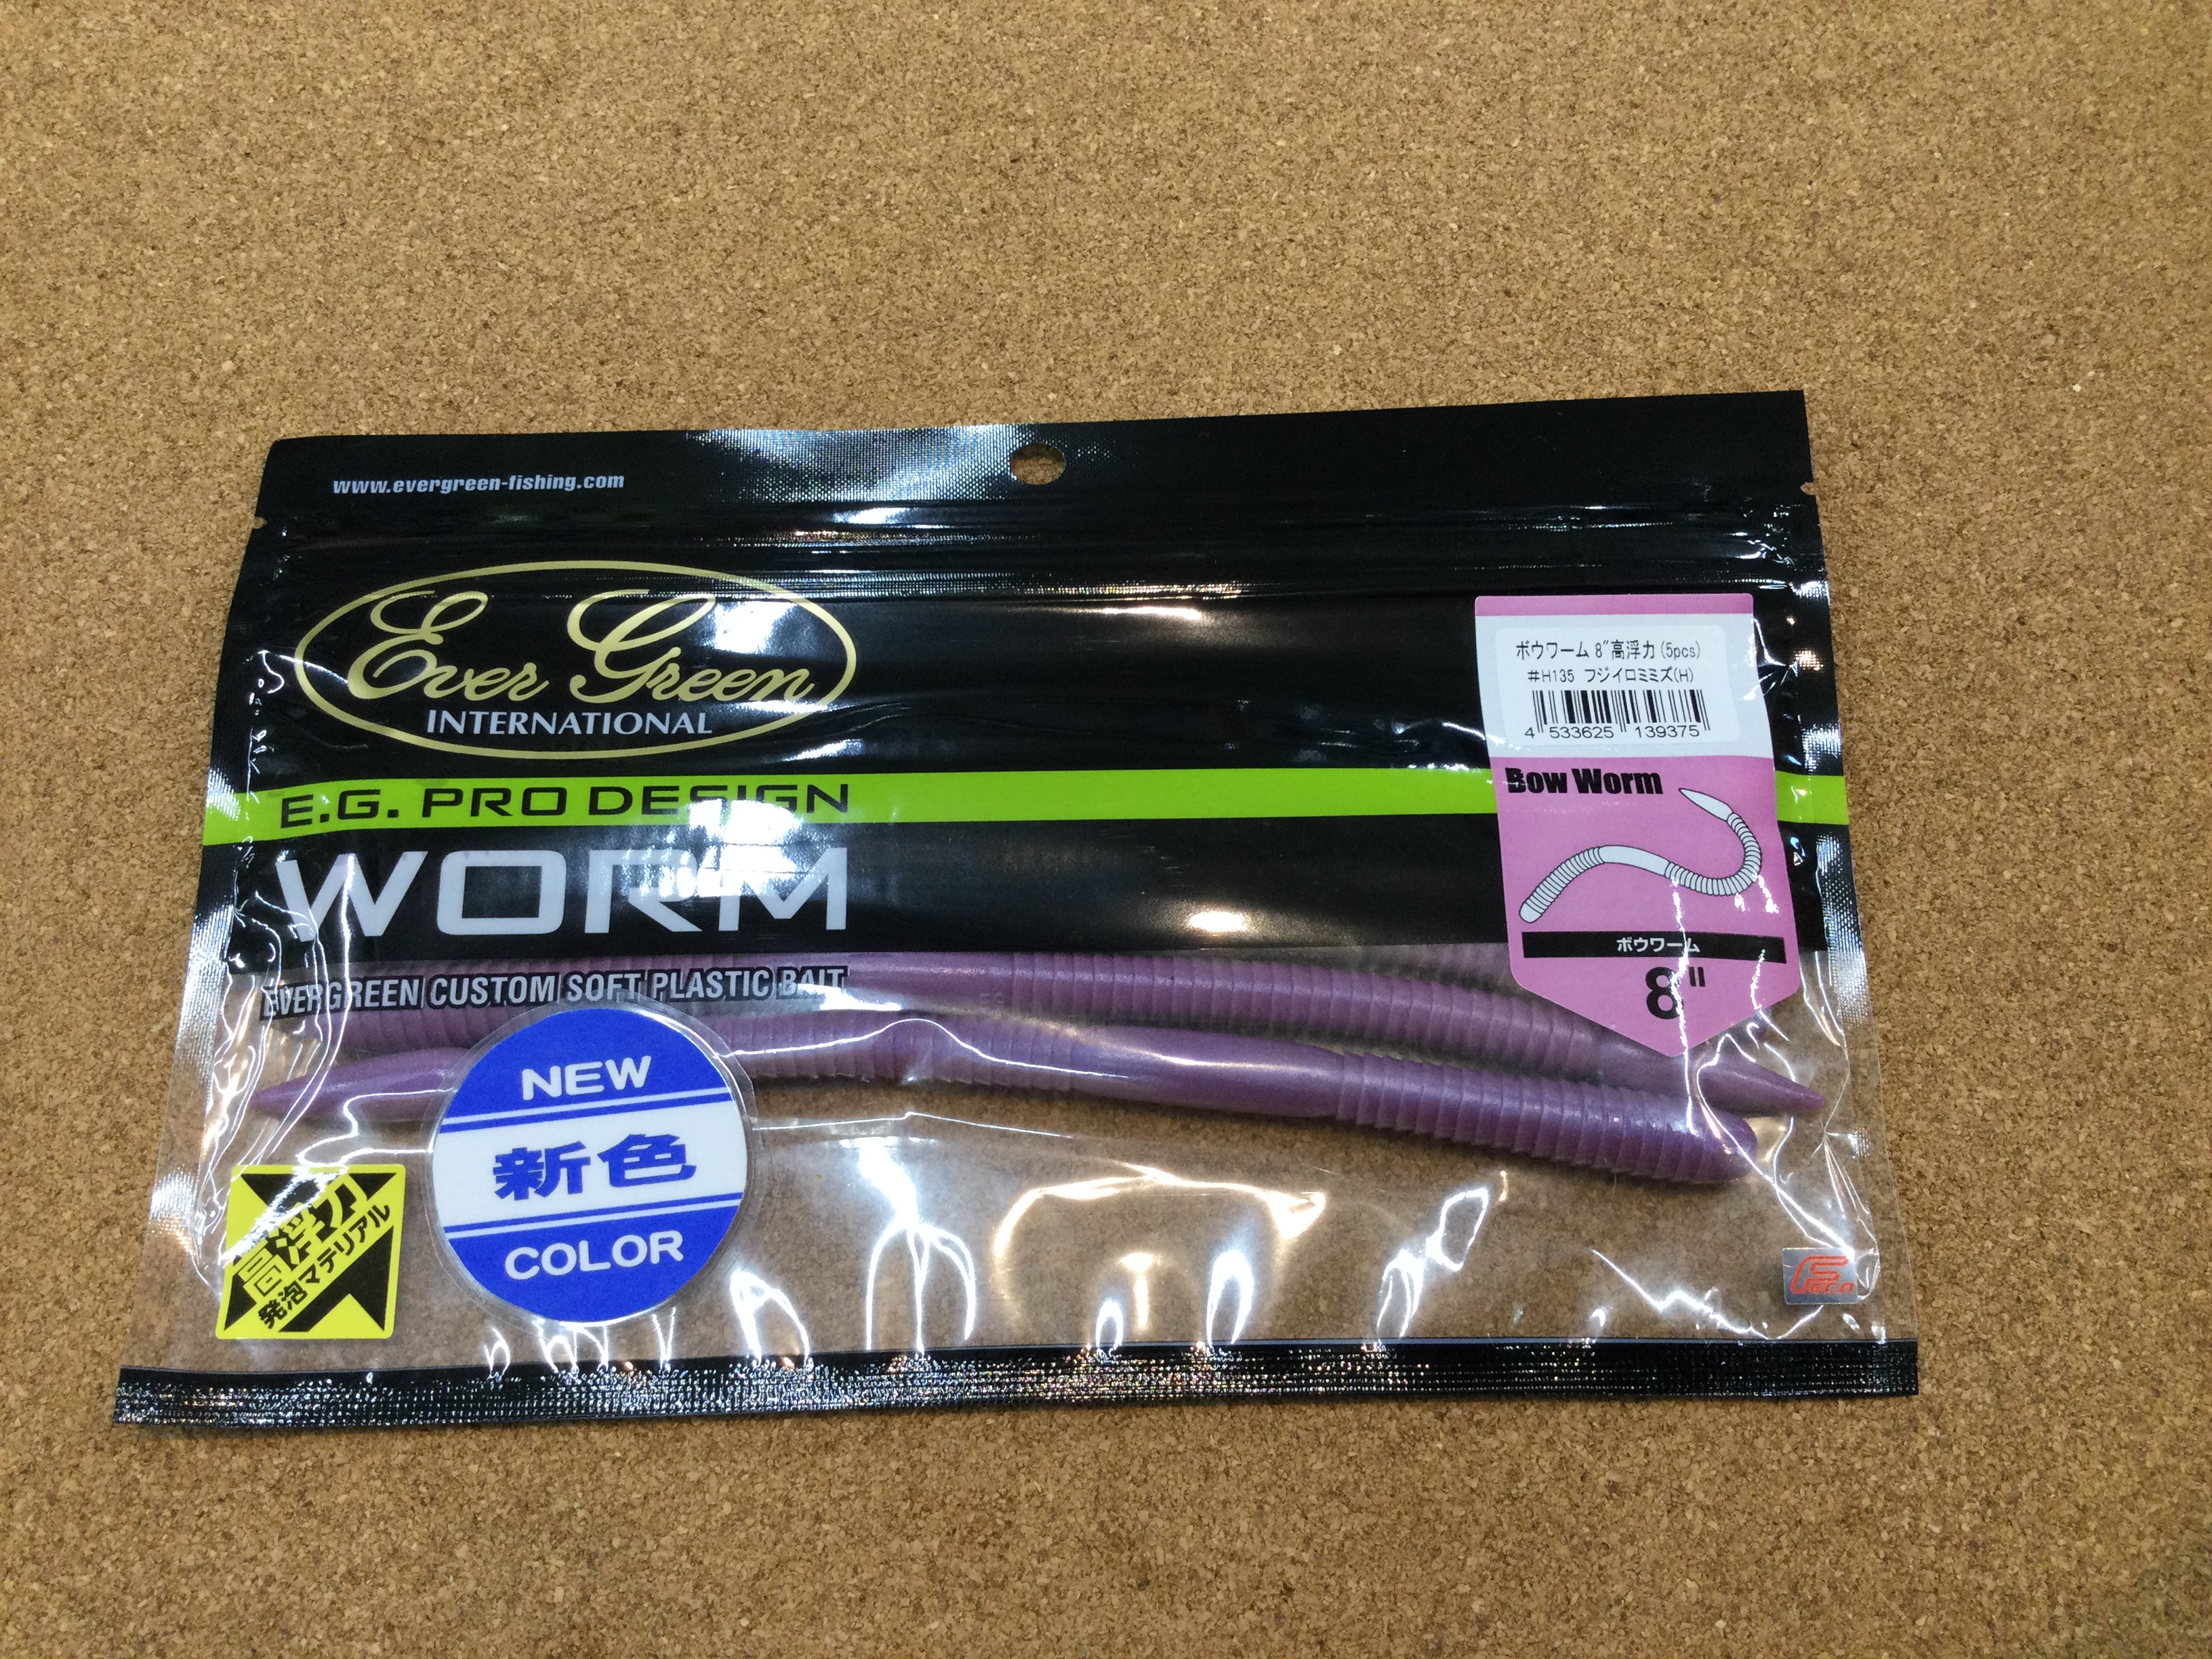 www.evergreen-fishing.com
Ever Green
INTERNATIONAL
E.G. PRO DESIGN
WORM
EVERGREEN CUSTOM SOFT PLASTIC BAIT
ボウワーム 8"高浮力(5pcs)
#H135 フジイロミミズ(H)
4 533625 139375
Bow Worm
ボウワーム
8"
NEW
新色
COLOR
高浮力
発泡マテリアル
Feco